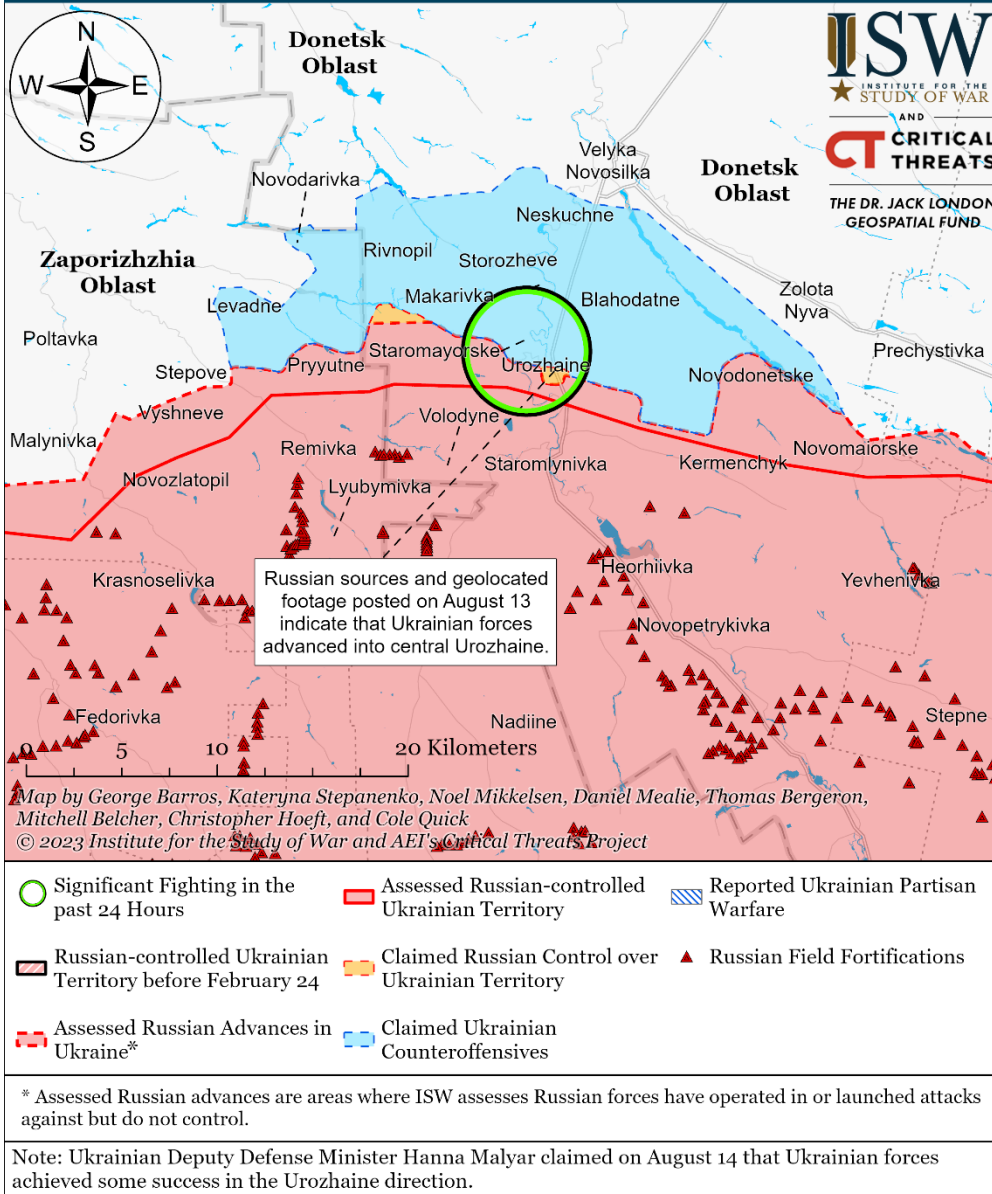 N
W
E
S
Donetsk
Oblast
ISW
INSTITUTE FOR THE
STUDY OF WAR
AND
CT CRITICAL
THREATS
THE DR. JACK LONDON
GEOSPATIAL FUND
Velyka
Novosilka
Donetsk
Oblast
Novodarivka
Neskuchne
Rivnopil
Storozheve
Zaporizhzhia
Oblast
Levadne
Makarivka
Blahodatne
Zolota
Nyva
Poltavka
Staromayorske
Prechystivka
Stepove
Pryyutne
Urozhaine
Novodonetske
Vyshneve
Volodyne
Malynivka
Remivka
Staromlynivka
Kermenchyk
Novomaiorske
Novozlatopil
Lyubymivka
Heorhiivka
Krasnoselivka
Yevhenivka
Russian sources and geolocated
footage posted on August 13
indicate that Ukrainian forces
advanced into central Urozhaine.
Novopetrykivka
Fedorivka
Nadiine
Stepne
0 5 10 20 Kilometers
Map by George Barros, Kateryna Stepanenko, Noel Mikkelsen, Daniel Mealie, Thomas Bergeron,
Mitchell Belcher, Christopher Hoeft, and Cole Quick
© 2023 Institute for the Study of War and AEI's Critical Threats Project
Significant Fighting in the
past 24 Hours
Russian-controlled Ukrainian
Territory before February 24
Assessed Russian Advances in
Ukraine*
Assessed Russian-controlled
Ukrainian Territory
Claimed Russian Control over
Ukrainian Territory
Claimed Ukrainian
Counteroffensives
Reported Ukrainian Partisan
Warfare
Russian Field Fortifications
* Assessed Russian advances are areas where ISW assesses Russian forces have operated in or launched attacks
against but do not control.
Note: Ukrainian Deputy Defense Minister Hanna Malyar claimed on August 14 that Ukrainian forces
achieved some success in the Urozhaine direction.